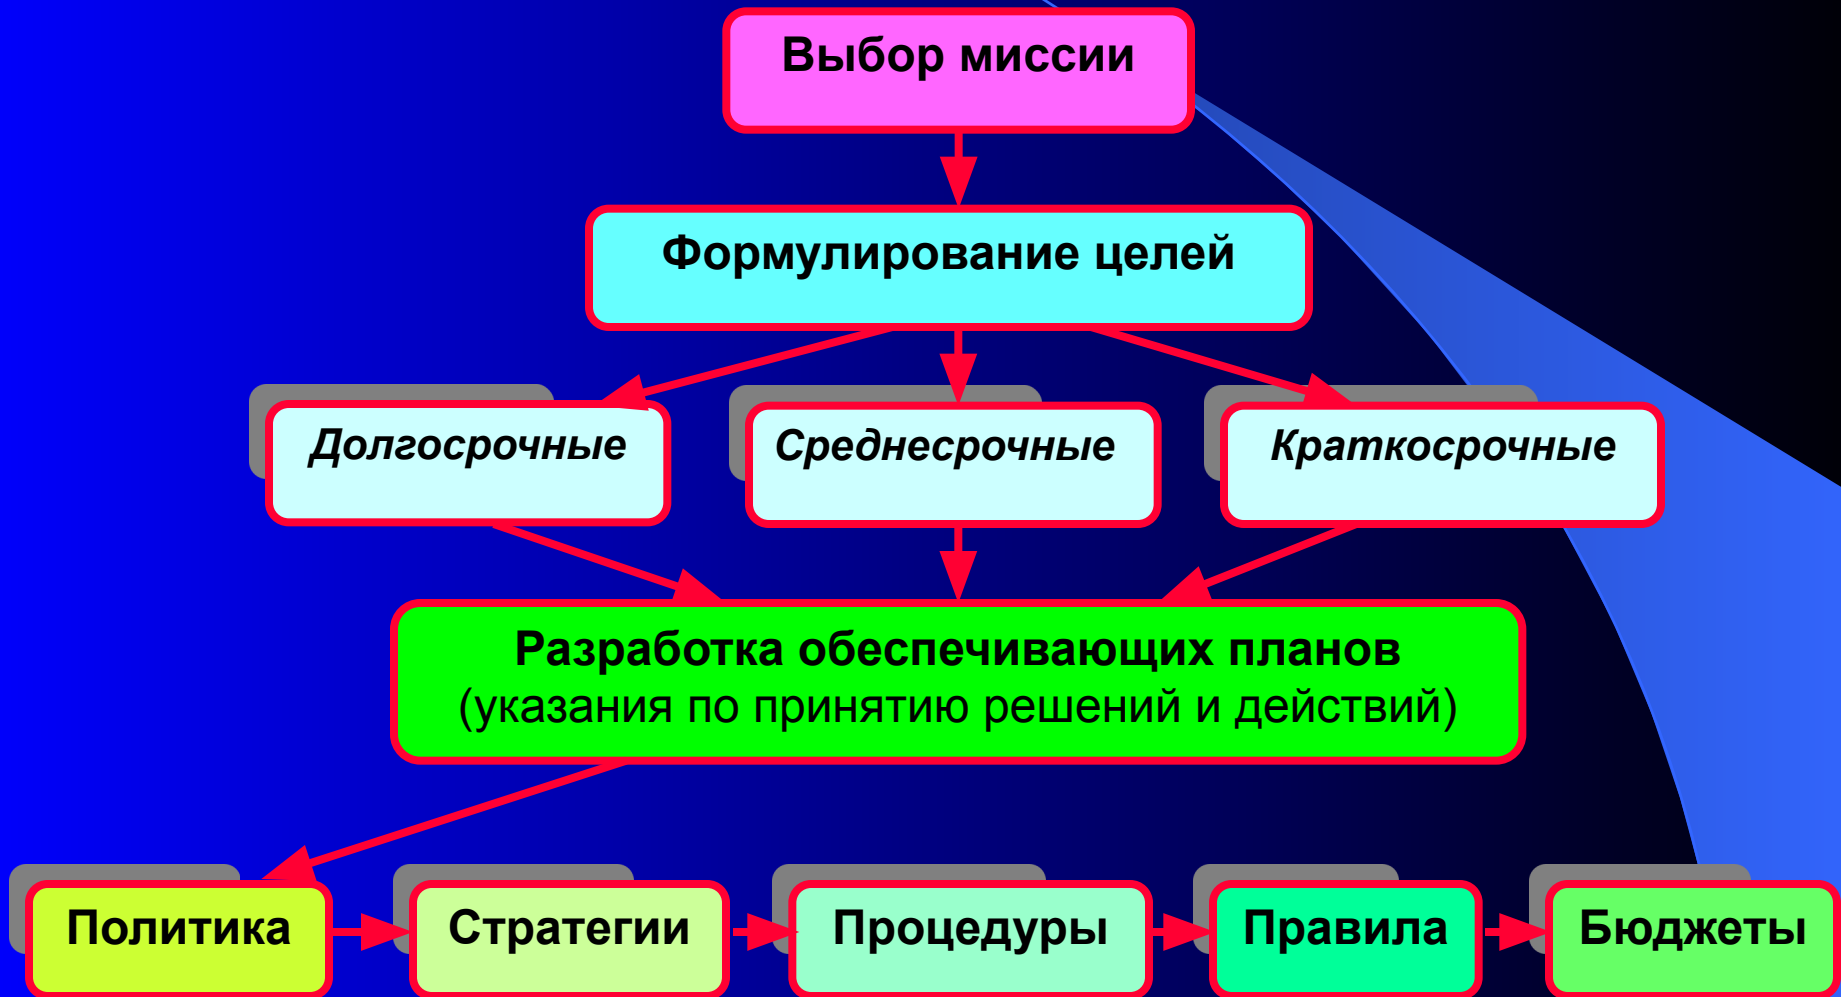 Выбор миссии
Формулирование целей
Долгосрочные
Среднесрочные
Краткосрочные
Разработка обеспечивающих планов
(указания по принятию решений и действий)
Политика
Стратегии
Процедуры
Правила
Бюджеты